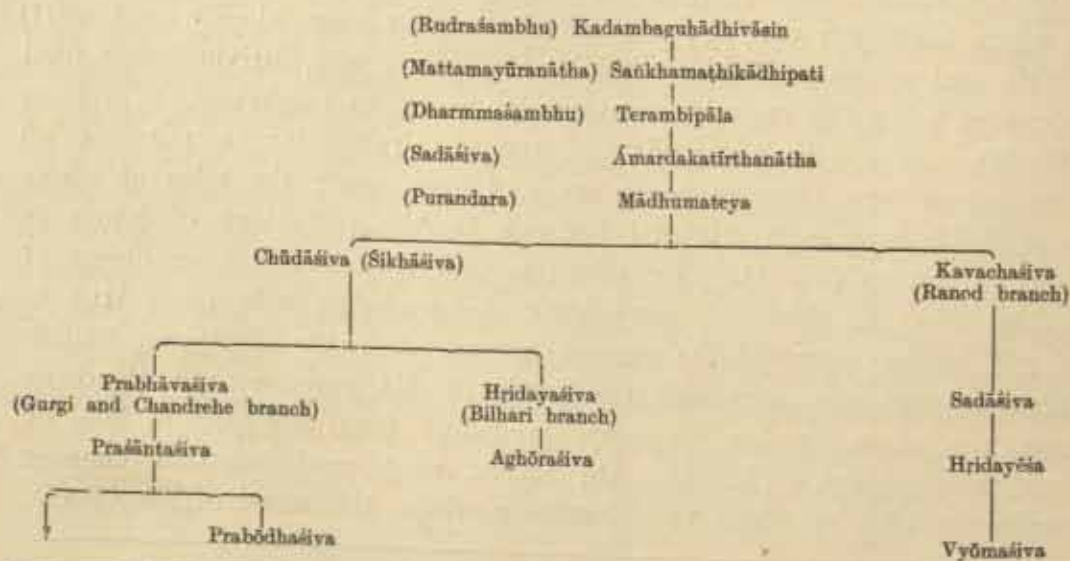 (Rudraśambhu) Kadambaguhādhivāsin
(Mattamayūranātha) Saṅkhamaṭhikādhipati
(Dharmmaśambhu) Terambipāla
(Sadāśiva) Āmardakatīrthanātha
(Purandara) Mādhumateya
Chūdāśiva (Śikhāśiva)
Kavachaśiva
(Ranod branch)
Prabhāvaśiva
(Gurgi and Chandrehe branch)
Hṛidayaśiva
(Bilhari branch)
Sadāśiva
Praśāntaśiva
Aghōraśiva
Hṛidayēśa
?
Prabōdhaśiva
Vyōmaśiva